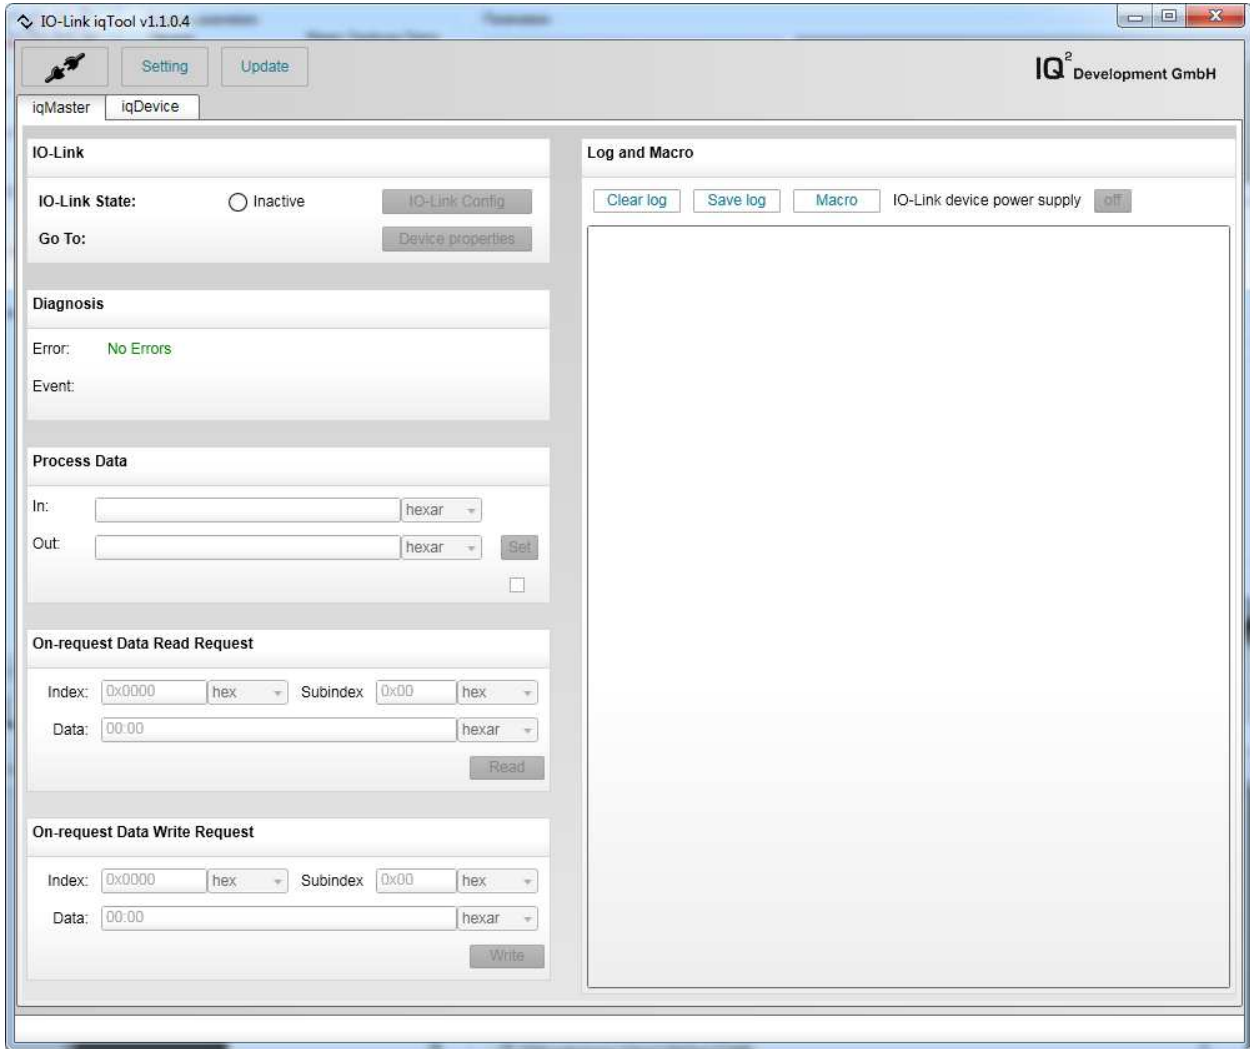 IO-Link iqTool v1.1.0.4
Setting Update
IQ² Development GmbH
iqMaster iqDevice
IO-Link
IO-Link State: Inactive IO-Link Config
Go To: Device properties
Diagnosis
Error: No Errors
Event:
Process Data
In: hexar
Out: hexar Set
On-request Data Read Request
Index: 0x0000 hex Subindex 0x00 hex
Data: 00:00 hexar
Read
On-request Data Write Request
Index: 0x0000 hex Subindex 0x00 hex
Data: 00:00 hexar
Write
Log and Macro
Clear log Save log Macro IO-Link device power supply off